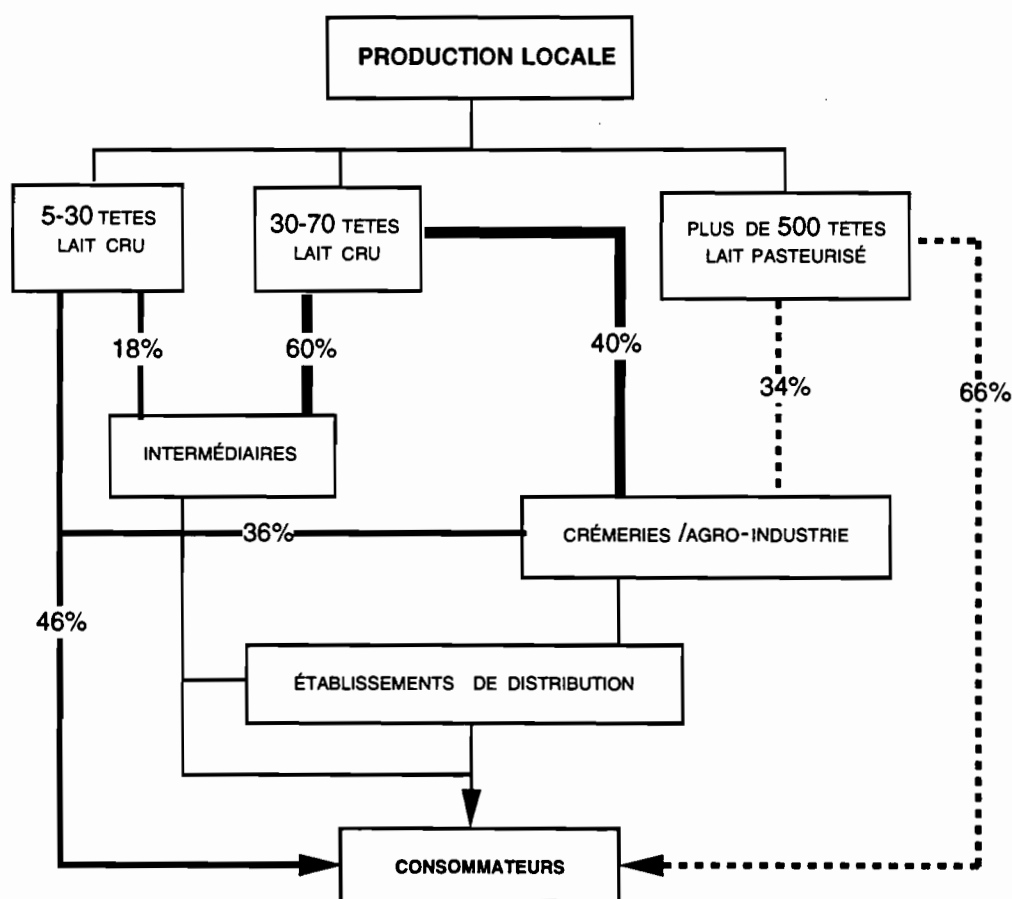 PRODUCTION LOCALE
5-30 TETES
LAIT CRU
30-70 TETES
LAIT CRU
PLUS DE 500 TETES
LAIT PASTEURISÉ
18%
60%
40%
34%
66%
INTERMÉDIAIRES
36%
CRÉMERIES /AGRO-INDUSTRIE
46%
ÉTABLISSEMENTS DE DISTRIBUTION
CONSOMMATEURS